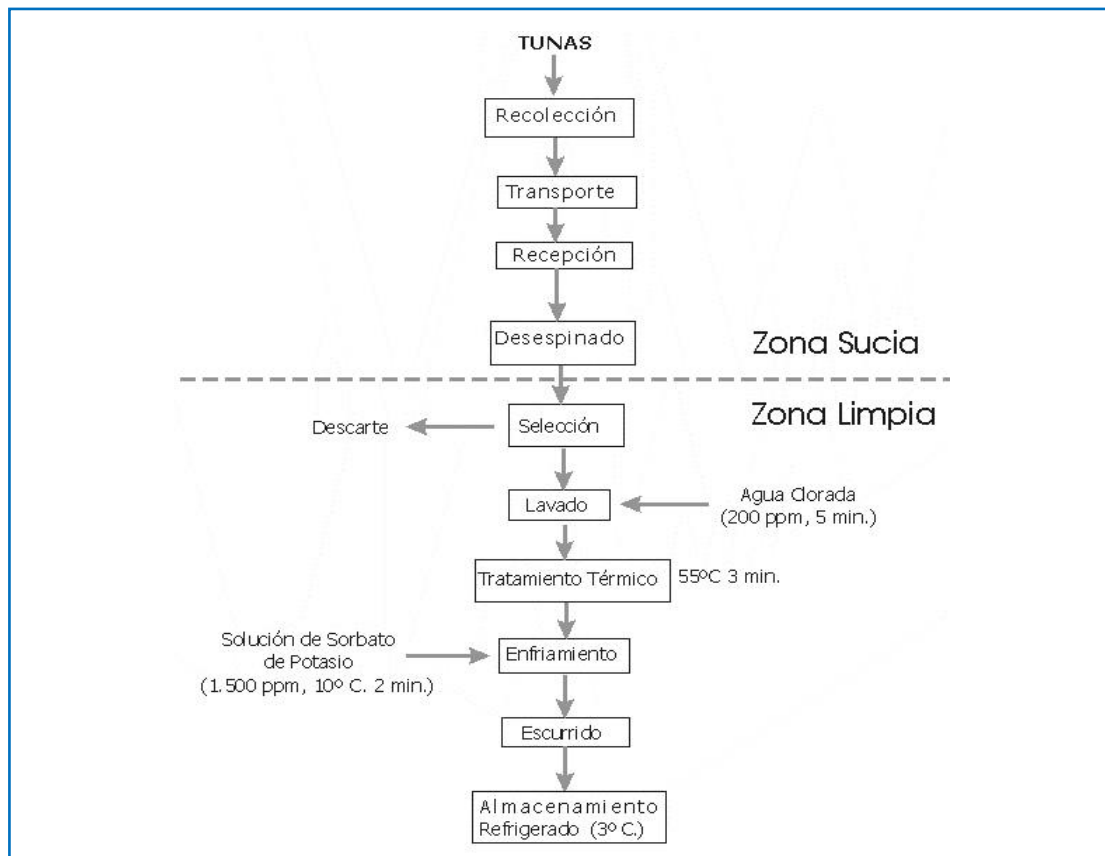 TUNAS
Recolección
Transporte
Recepción
Desespinado
Zona Sucia
Zona Limpia
Descarte
Selección
Lavado
Agua Clorada
(200 ppm, 5 min.)
Tratamiento Térmico
55ºC 3 min.
Solución de Sorbato
de Potasio
(1.500 ppm, 10º C. 2 min.)
Enfriamiento
Escurrido
Almacenamiento
Refrigerado (3º C.)